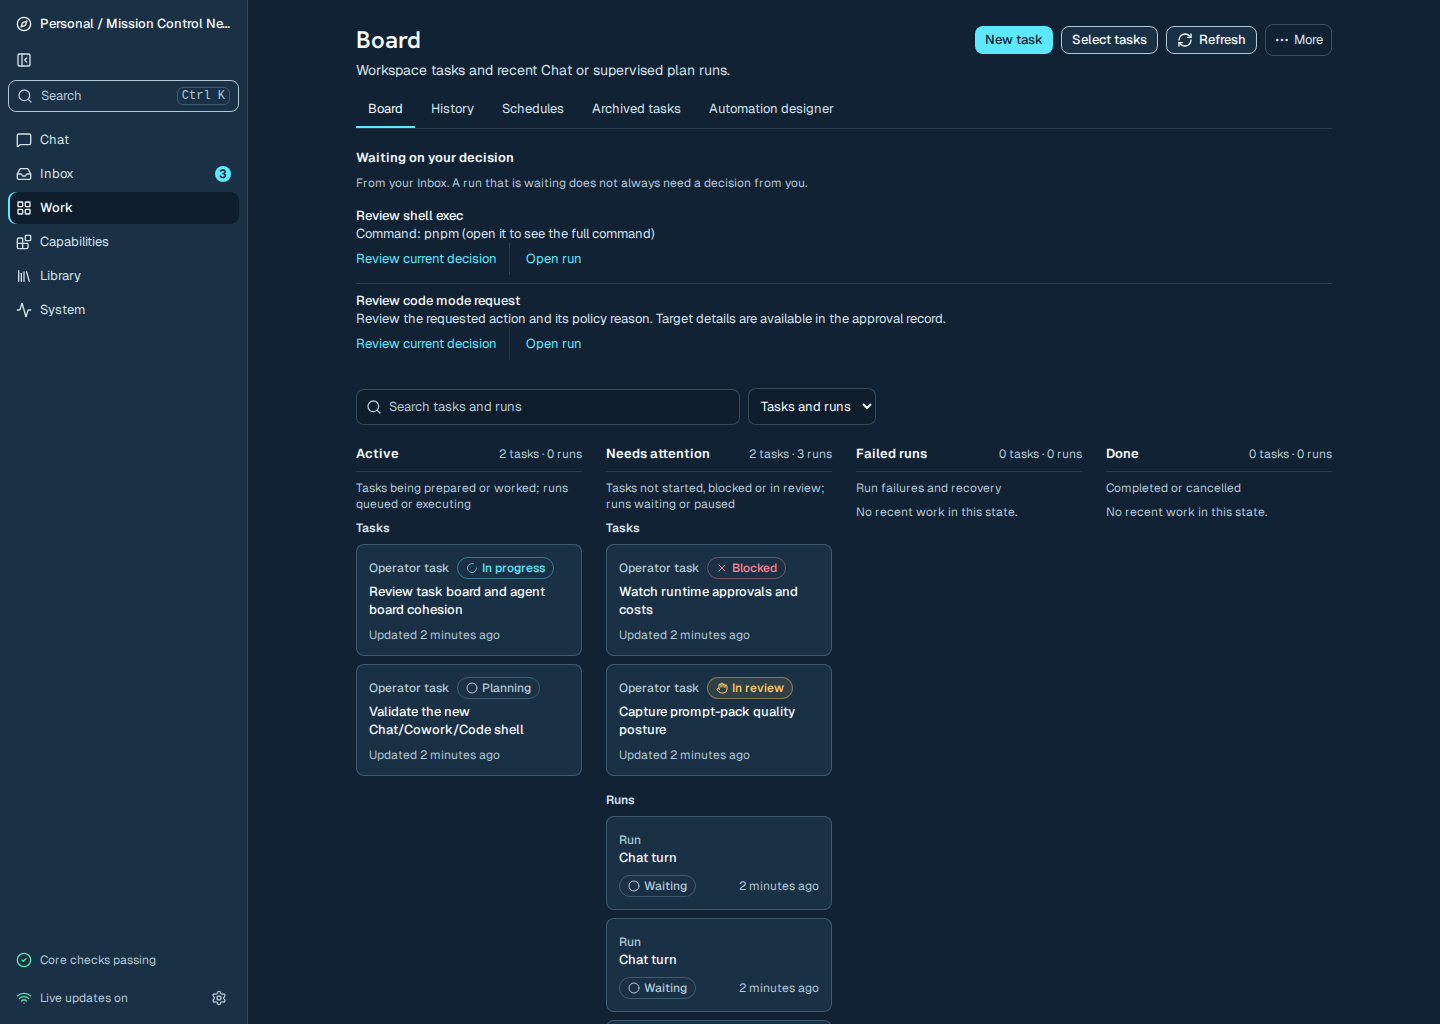 Personal / Mission Control Ne…
Search
Ctrl K
Chat
Inbox
3
Work
Capabilities
Library
System
Core checks passing
Live updates on
Board
New task
Select tasks
Refresh
More
Workspace tasks and recent Chat or supervised plan runs.
Board
History
Schedules
Archived tasks
Automation designer
Waiting on your decision
From your Inbox. A run that is waiting does not always need a decision from you.
Review shell exec
Command: pnpm (open it to see the full command)
Review current decision
Open run
Review code mode request
Review the requested action and its policy reason. Target details are available in the approval record.
Review current decision
Open run
Search tasks and runs
Tasks and runs
Active
2 tasks · 0 runs
Tasks being prepared or worked; runs
queued or executing
Tasks
Operator task
In progress
Review task board and agent
board cohesion
Updated 2 minutes ago
Operator task
Planning
Validate the new
Chat/Cowork/Code shell
Updated 2 minutes ago
Needs attention
2 tasks · 3 runs
Tasks not started, blocked or in review;
runs waiting or paused
Tasks
Operator task
Blocked
Watch runtime approvals and
costs
Updated 2 minutes ago
Operator task
In review
Capture prompt-pack quality
posture
Updated 2 minutes ago
Runs
Run
Chat turn
Waiting
2 minutes ago
Run
Chat turn
Waiting
2 minutes ago
Failed runs
0 tasks · 0 runs
Run failures and recovery
No recent work in this state.
Done
0 tasks · 0 runs
Completed or cancelled
No recent work in this state.